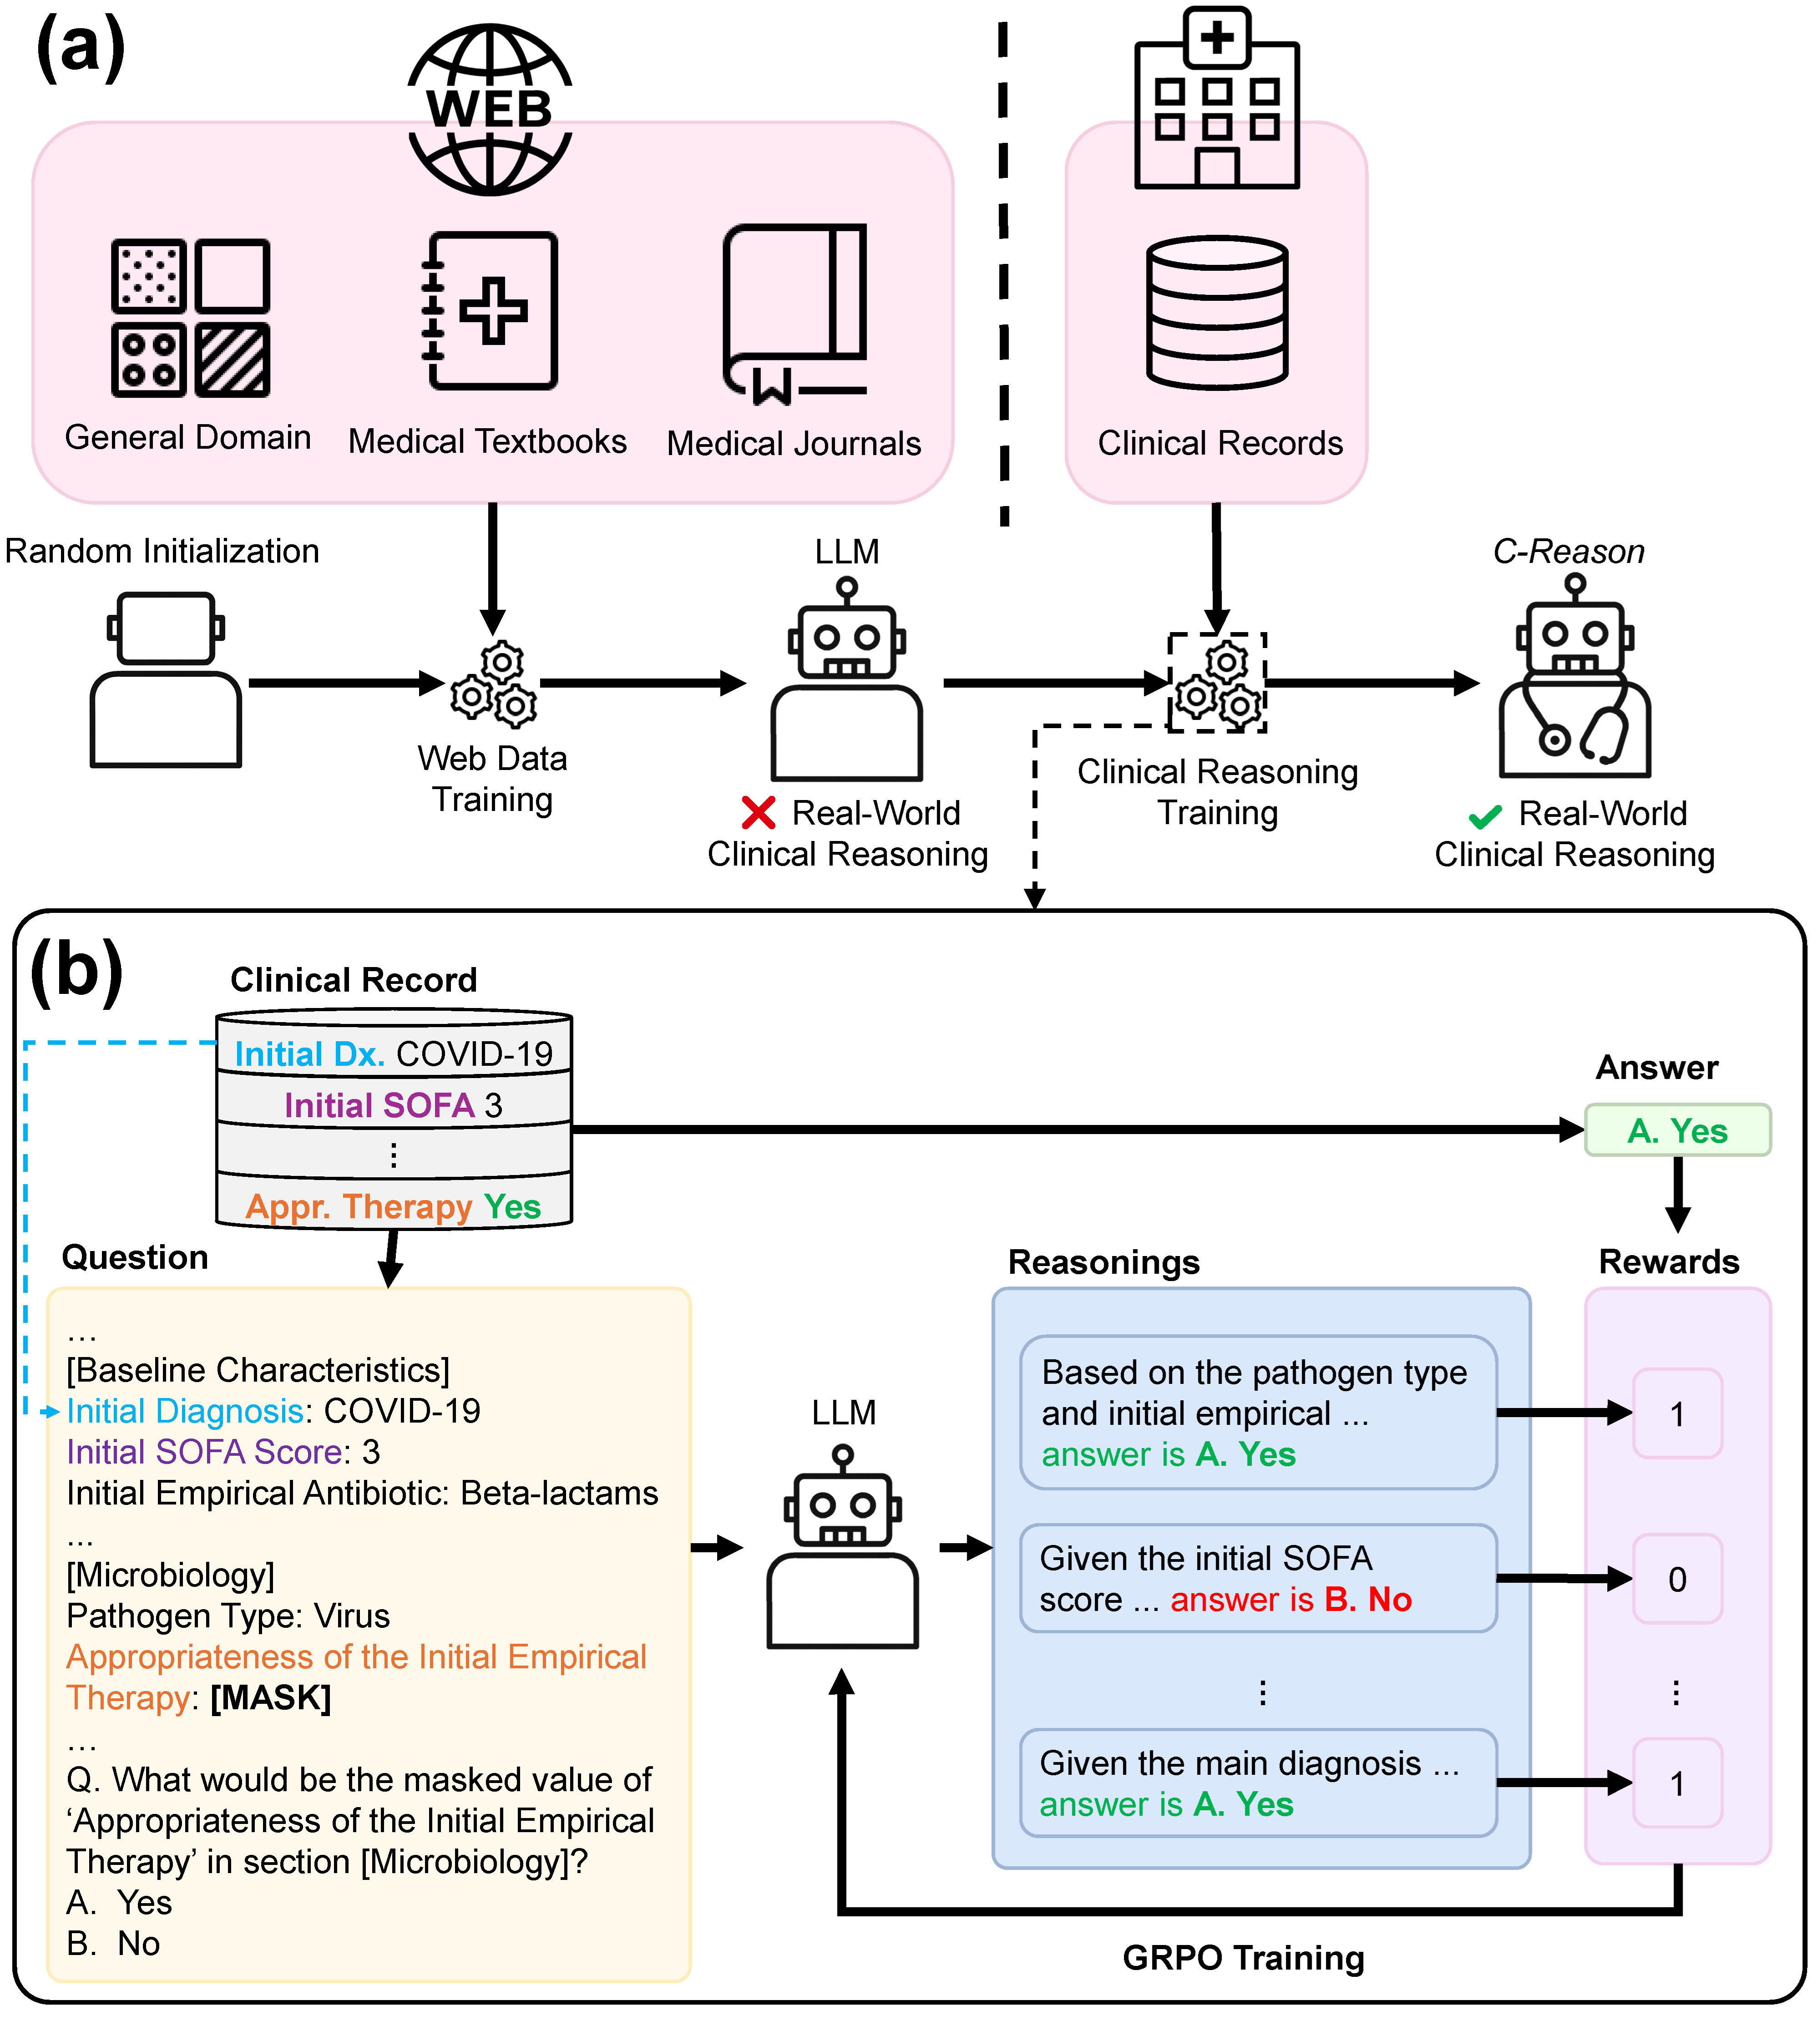 (a)
WEB
General Domain
Medical Textbooks
Medical Journals
Clinical Records
Random Initialization
LLM
C-Reason
Web Data
Training
Clinical Reasoning
Training
Real-World
Clinical Reasoning
Real-World
Clinical Reasoning
(b)
Clinical Record
Initial Dx. COVID-19
Initial SOFA 3
⋮
Appr. Therapy Yes
Answer
A. Yes
Question
...
[Baseline Characteristics]
Initial Diagnosis: COVID-19
Initial SOFA Score: 3
Initial Empirical Antibiotic: Beta-lactams
...
[Microbiology]
Pathogen Type: Virus
Appropriateness of the Initial Empirical
Therapy: [MASK]
...
Q. What would be the masked value of
‘Appropriateness of the Initial Empirical
Therapy’ in section [Microbiology]?
A. Yes
B. No
LLM
Reasonings
Based on the pathogen type
and initial empirical ...
answer is A. Yes
Given the initial SOFA
score ... answer is B. No
⋮
Given the main diagnosis ...
answer is A. Yes
Rewards
1
0
⋮
1
GRPO Training